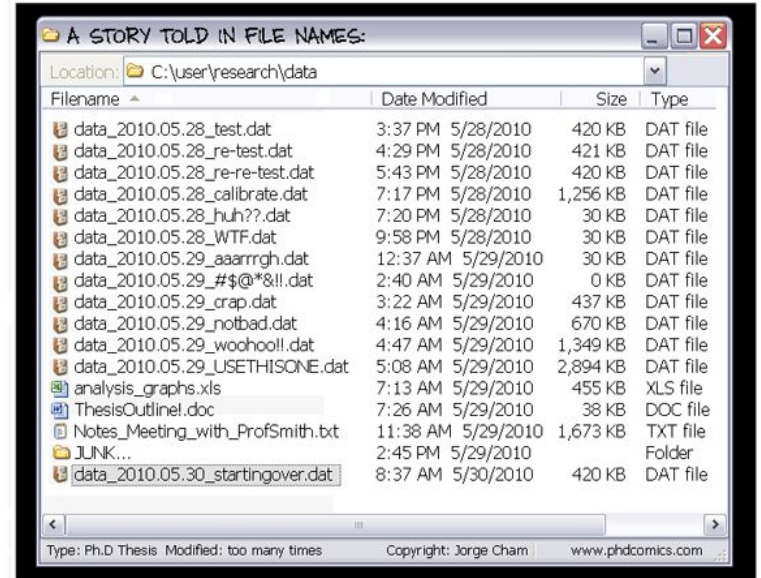 A STORY TOLD IN FILE NAMES:
Location: C:\user\research\data
Filename Date Modified Size Type
data_2010.05.28_test.dat 3:37 PM 5/28/2010 420 KB DAT file
data_2010.05.28_re-test.dat 4:29 PM 5/28/2010 421 KB DAT file
data_2010.05.28_re-re-test.dat 5:43 PM 5/28/2010 420 KB DAT file
data_2010.05.28_calibrate.dat 7:17 PM 5/28/2010 1,256 KB DAT file
data_2010.05.28_huh??.dat 7:20 PM 5/28/2010 30 KB DAT file
data_2010.05.28_WTF.dat 9:58 PM 5/28/2010 30 KB DAT file
data_2010.05.29_aaarrrgh.dat 12:37 AM 5/29/2010 30 KB DAT file
data_2010.05.29_#$@*&!!.dat 2:40 AM 5/29/2010 0 KB DAT file
data_2010.05.29_crap.dat 3:22 AM 5/29/2010 437 KB DAT file
data_2010.05.29_notbad.dat 4:16 AM 5/29/2010 670 KB DAT file
data_2010.05.29_woohoo!!.dat 4:47 AM 5/29/2010 1,349 KB DAT file
data_2010.05.29_USETHISONE.dat 5:08 AM 5/29/2010 2,894 KB DAT file
analysis_graphs.xls 7:13 AM 5/29/2010 455 KB XLS file
ThesisOutline!.doc 7:26 AM 5/29/2010 38 KB DOC file
Notes_Meeting_with_ProfSmith.txt 11:38 AM 5/29/2010 1,673 KB TXT file
JUNK... 2:45 PM 5/29/2010 Folder
data_2010.05.30_startingover.dat 8:37 AM 5/30/2010 420 KB DAT file
Type: Ph.D Thesis Modified: too many times Copyright: Jorge Cham www.phdcomics.com